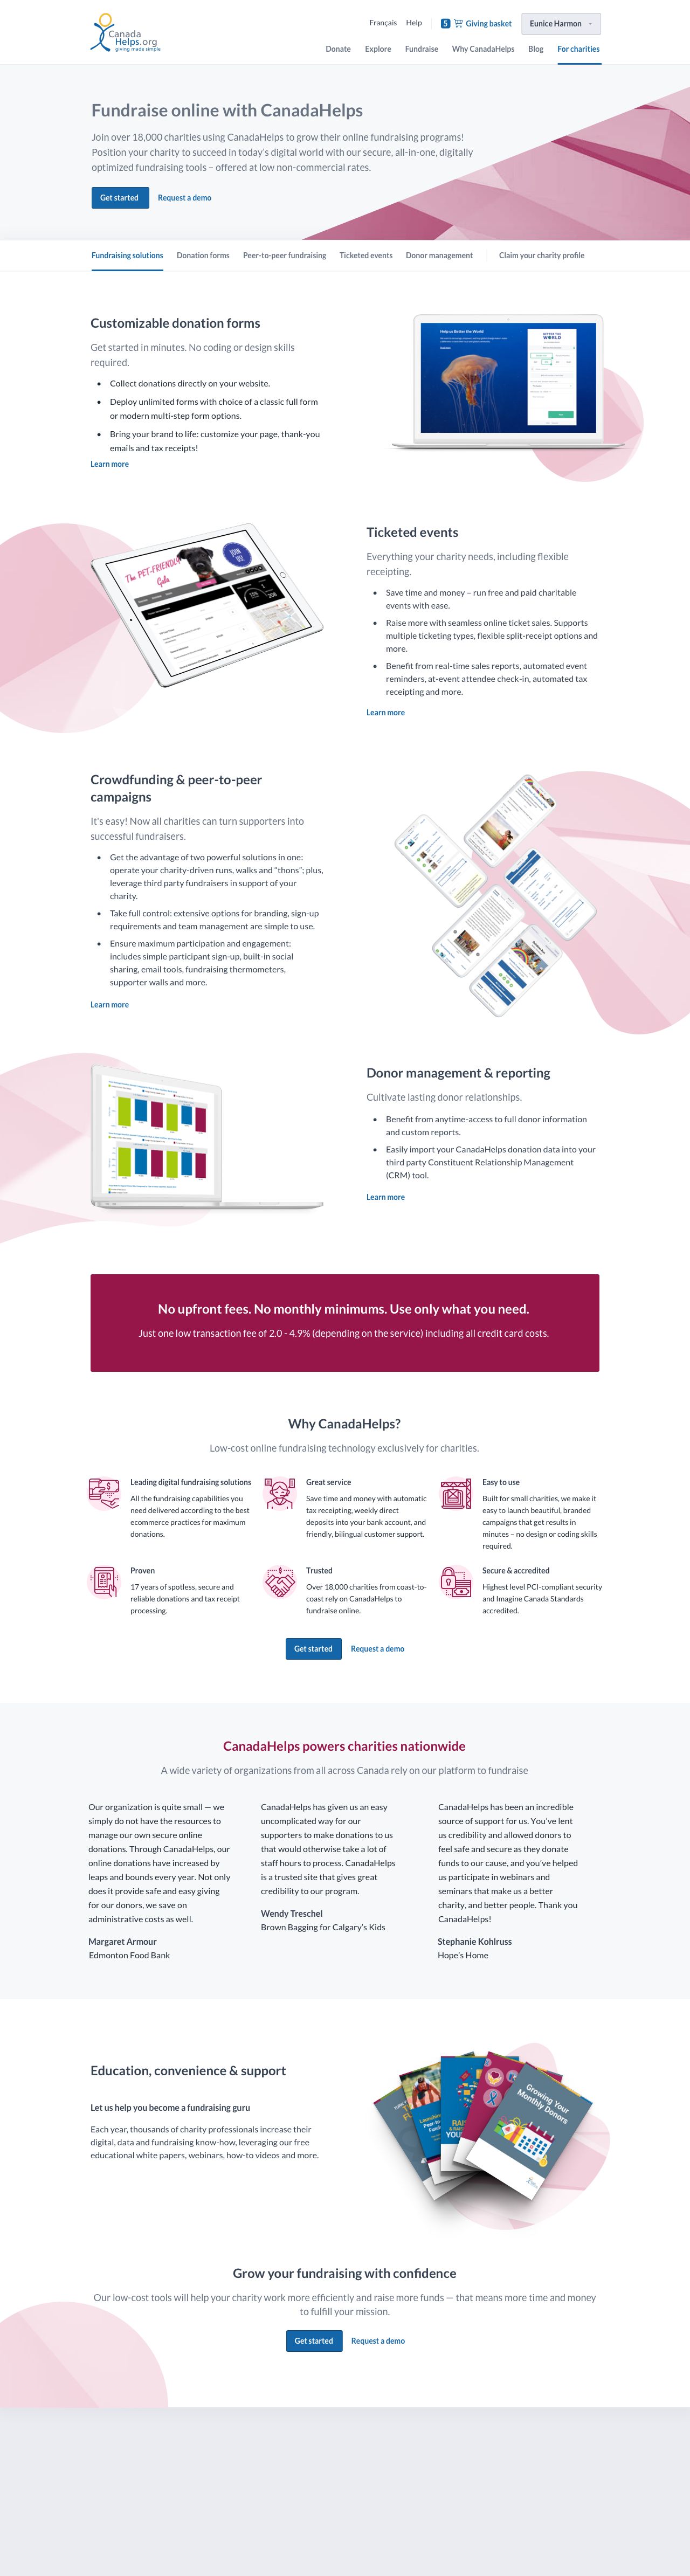 Canada
Helps.org
giving made simple
Français Help 5 Giving basket Eunice Harmon
Donate Explore Fundraise Why CanadaHelps Blog For charities
Fundraise online with CanadaHelps
Join over 18,000 charities using CanadaHelps to grow their online fundraising programs!
Position your charity to succeed in today's digital world with our secure, all-in-one, digitally
optimized fundraising tools – offered at low non-commercial rates.
Get started Request a demo
Fundraising solutions Donation forms Peer-to-peer fundraising Ticketed events Donor management Claim your charity profile
Customizable donation forms
Get started in minutes. No coding or design skills
required.
• Collect donations directly on your website.
• Deploy unlimited forms with choice of a classic full form
or modern multi-step form options.
• Bring your brand to life: customize your page, thank-you
emails and tax receipts!
Learn more
Help us Better the World
BETTER THE
WORLD
The PET-FRIENDLY
Gala
JOIN
US!
Ticketed events
Everything your charity needs, including flexible
receipting.
• Save time and money – run free and paid charitable
events with ease.
• Raise more with seamless online ticket sales. Supports
multiple ticketing types, flexible split-receipt options and
more.
• Benefit from real-time sales reports, automated event
reminders, at-event attendee check-in, automated tax
receipting and more.
Learn more
Crowdfunding & peer-to-peer
campaigns
It's easy! Now all charities can turn supporters into
successful fundraisers.
• Get the advantage of two powerful solutions in one:
operate your charity-driven runs, walks and “thons”; plus,
leverage third party fundraisers in support of your
charity.
• Take full control: extensive options for branding, sign-up
requirements and team management are simple to use.
• Ensure maximum participation and engagement:
includes simple participant sign-up, built-in social
sharing, email tools, fundraising thermometers,
supporter walls and more.
Learn more
Donor management & reporting
Cultivate lasting donor relationships.
• Benefit from anytime-access to full donor information
and custom reports.
• Easily import your CanadaHelps donation data into your
third party Constituent Relationship Management
(CRM) tool.
Learn more
No upfront fees. No monthly minimums. Use only what you need.
Just one low transaction fee of 2.0 - 4.9% (depending on the service) including all credit card costs.
Why CanadaHelps?
Low-cost online fundraising technology exclusively for charities.
Leading digital fundraising solutions
All the fundraising capabilities you
need delivered according to the best
ecommerce practices for maximum
donations.
Great service
Save time and money with automatic
tax receipting, weekly direct
deposits into your bank account, and
friendly, bilingual customer support.
Easy to use
Built for small charities, we make it
easy to launch beautiful, branded
campaigns that get results in
minutes – no design or coding skills
required.
Proven
17 years of spotless, secure and
reliable donations and tax receipt
processing.
Trusted
Over 18,000 charities from coast-to-
coast rely on CanadaHelps to
fundraise online.
Secure & accredited
Highest level PCI-compliant security
and Imagine Canada Standards
accredited.
Get started Request a demo
CanadaHelps powers charities nationwide
A wide variety of organizations from all across Canada rely on our platform to fundraise
Our organization is quite small — we
simply do not have the resources to
manage our own secure online
donations. Through CanadaHelps, our
online donations have increased by
leaps and bounds every year. Not only
does it provide safe and easy giving
for our donors, we save on
administrative costs as well.
Margaret Armour
Edmonton Food Bank
CanadaHelps has given us an easy
uncomplicated way for our
supporters to make donations to us
that would otherwise take a lot of
staff hours to process. CanadaHelps
is a trusted site that gives great
credibility to our program.
Wendy Treschel
Brown Bagging for Calgary's Kids
CanadaHelps has been an incredible
source of support for us. You've lent
us credibility and allowed donors to
feel safe and secure as they donate
funds to our cause, and you've helped
us participate in webinars and
seminars that make us a better
charity, and better people. Thank you
CanadaHelps!
Stephanie Kohlruss
Hope's Home
Education, convenience & support
Let us help you become a fundraising guru
Each year, thousands of charity professionals increase their
digital, data and fundraising know-how, leveraging our free
educational white papers, webinars, how-to videos and more.
Growing Your
Monthly Donors
Grow your fundraising with confidence
Our low-cost tools will help your charity work more efficiently and raise more funds — that means more time and money
to fulfill your mission.
Get started Request a demo